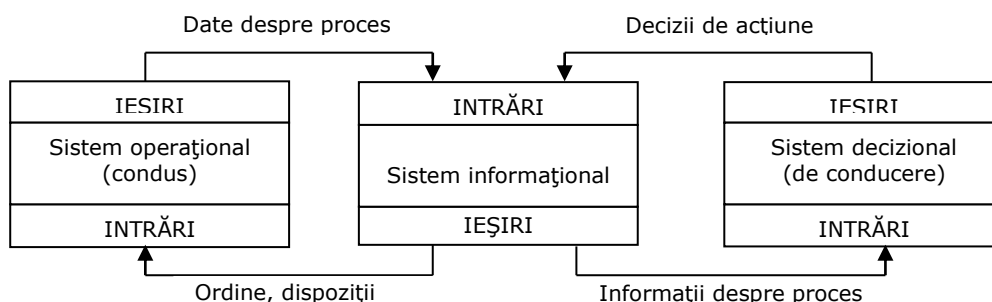 Date despre proces
Decizii de acţiune
IEŞIRI
Sistem operaţional
(condus)
INTRĂRI
INTRĂRI
Sistem informaţional
IEŞIRI
IEŞIRI
Sistem decizional
(de conducere)
INTRĂRI
Ordine, dispoziţii
Informaţii despre proces